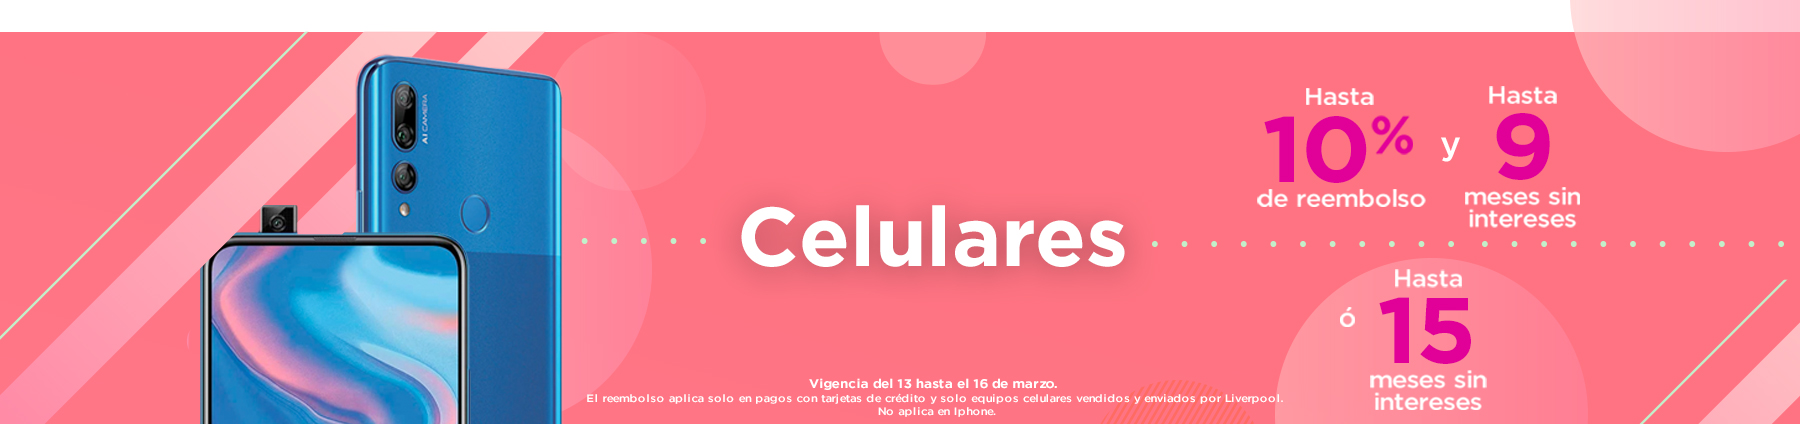 AI CAMERA
Celulares
Hasta
10%
de reembolso
y
Hasta
9
meses sin
intereses
ó
Hasta
15
meses sin
intereses
Vigencia del 13 hasta el 16 de marzo.
El reembolso aplica solo en pagos con tarjetas de crédito y solo equipos celulares vendidos y enviados por Liverpool.
No aplica en Iphone.